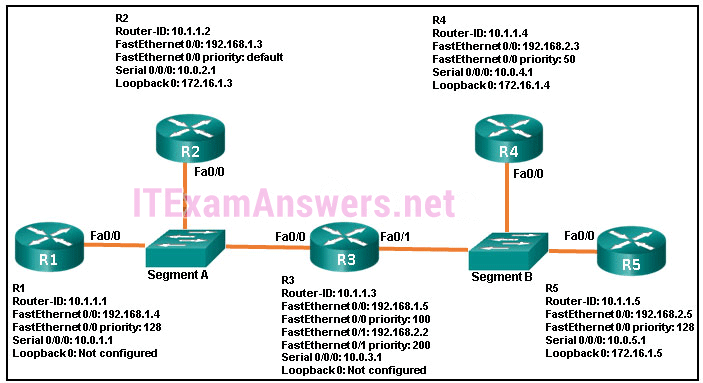 R2
Router-ID: 10.1.1.2
FastEthernet 0/0: 192.168.1.3
FastEthernet 0/0 priority: default
Serial 0/0/0: 10.0.2.1
Loopback 0: 172.16.1.3
R4
Router-ID: 10.1.1.4
FastEthernet 0/0: 192.168.2.3
FastEthernet 0/0 priority: 50
Serial 0/0/0: 10.0.4.1
Loopback 0: 172.16.1.4
R2
Fa0/0
R4
Fa0/0
ITExamAnswers.net
R1
Fa0/0
Segment A
Fa0/0
R3
Fa0/1
Segment B
Fa0/0
R5
R1
Router-ID: 10.1.1.1
FastEthernet 0/0: 192.168.1.4
FastEthernet 0/0 priority: 128
Serial 0/0/0: 10.0.1.1
Loopback 0: Not configured
R3
Router-ID: 10.1.1.3
FastEthernet 0/0: 192.168.1.5
FastEthernet 0/0 priority: 100
FastEthernet 0/1: 192.168.2.2
FastEthernet 0/1 priority: 200
Serial 0/0/0: 10.0.3.1
Loopback 0: Not configured
R5
Router-ID: 10.1.1.5
FastEthernet 0/0: 192.168.2.5
FastEthernet 0/0 priority: 128
Serial 0/0/0: 10.0.5.1
Loopback 0: 172.16.1.5